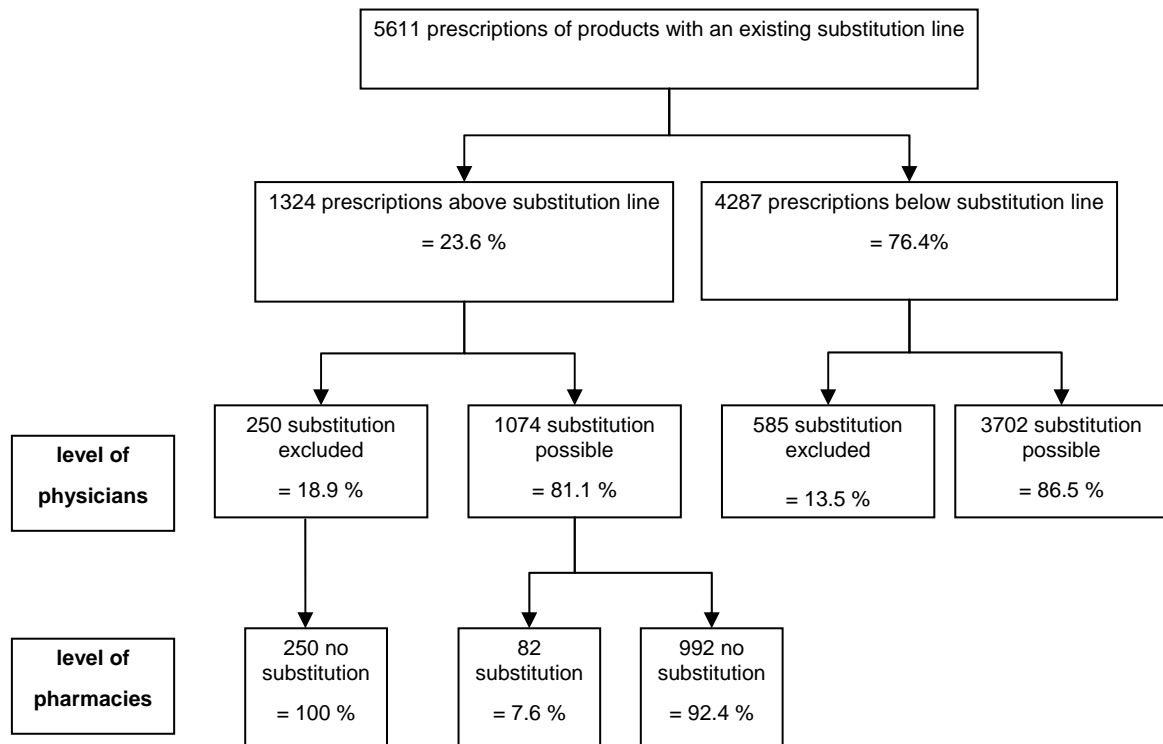 5611 prescriptions of products with an existing substitution line
1324 prescriptions above substitution line
= 23.6 %
4287 prescriptions below substitution line
= 76.4%
level of
physicians
250 substitution
excluded
= 18.9 %
1074 substitution
possible
= 81.1 %
585 substitution
excluded
= 13.5 %
3702 substitution
possible
= 86.5 %
level of
pharmacies
250 no
substitution
= 100 %
82
substitution
= 7.6 %
992 no
substitution
= 92.4 %